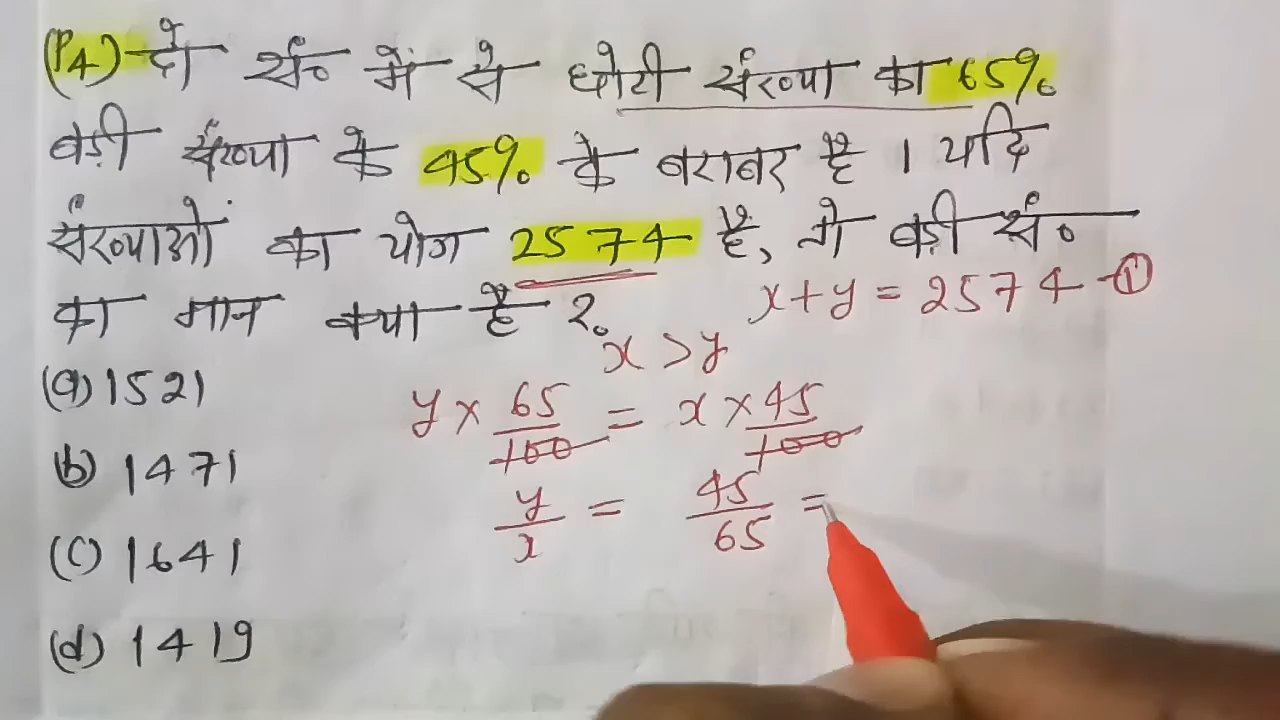 (P4) दो सं० में से छोटी संख्या का 65%
बड़ी संख्या के 45% के बराबर है । यदि
संख्याओं का योग 2574 है, तो बड़ी सं०
का मान क्या है ?
x + y = 2574 - ①
x > y
(a) 1521
y × 65/100 = x × 45/100
(b) 1471
y/x = 45/65 =
(c) 1641
(d) 1419